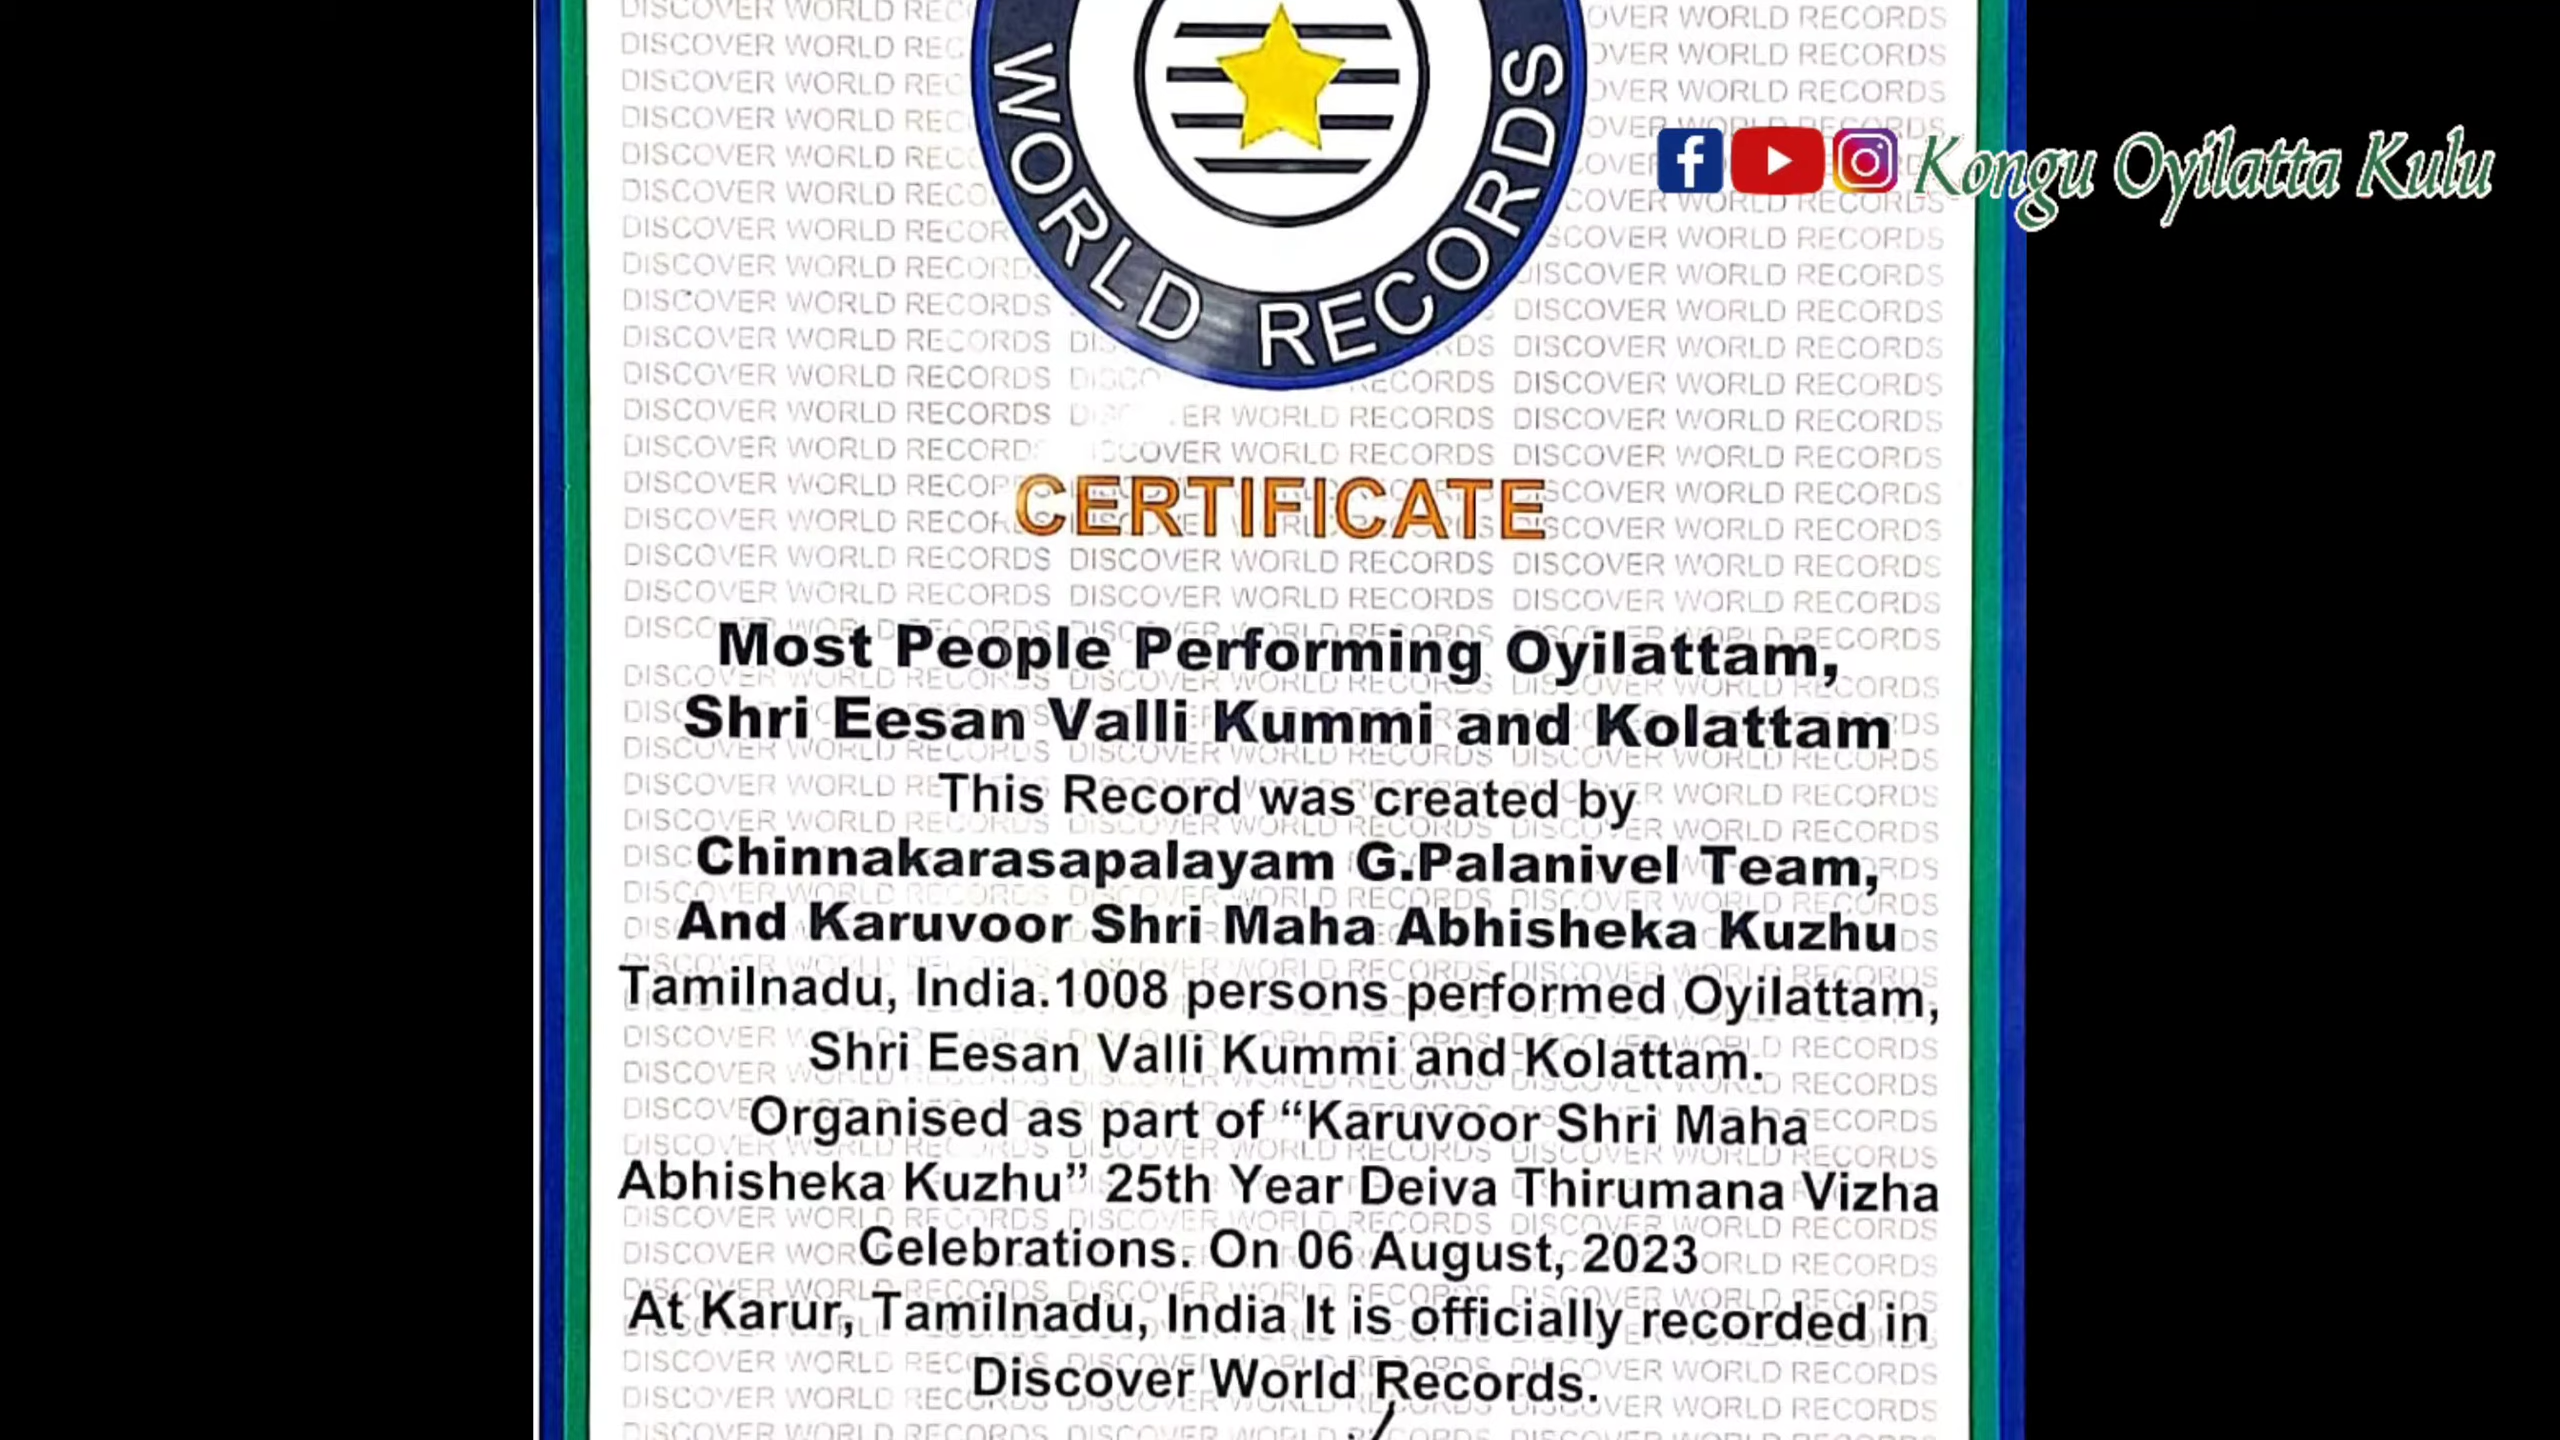 WORLD RECORDS
Kongu Oyilatta Kulu
CERTIFICATE
Most People Performing Oyilattam,
Shri Eesan Valli Kummi and Kolattam
This Record was created by
Chinnakarasapalayam G.Palanivel Team,
And Karuvoor Shri Maha Abhisheka Kuzhu
Tamilnadu, India.1008 persons performed Oyilattam,
Shri Eesan Valli Kummi and Kolattam.
Organised as part of “Karuvoor Shri Maha
Abhisheka Kuzhu” 25th Year Deiva Thirumana Vizha
Celebrations. On 06 August, 2023
At Karur, Tamilnadu, India It is officially recorded in
Discover World Records.